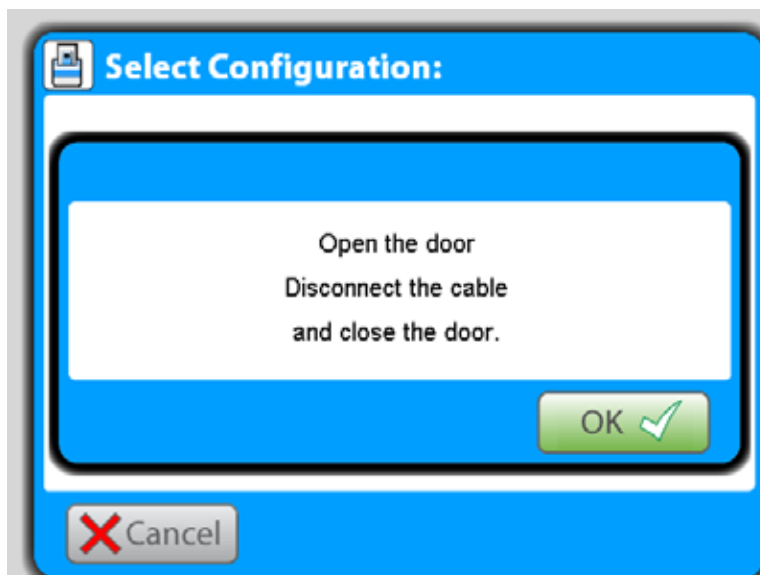 Select Configuration:
Open the door
Disconnect the cable
and close the door.
OK
Cancel